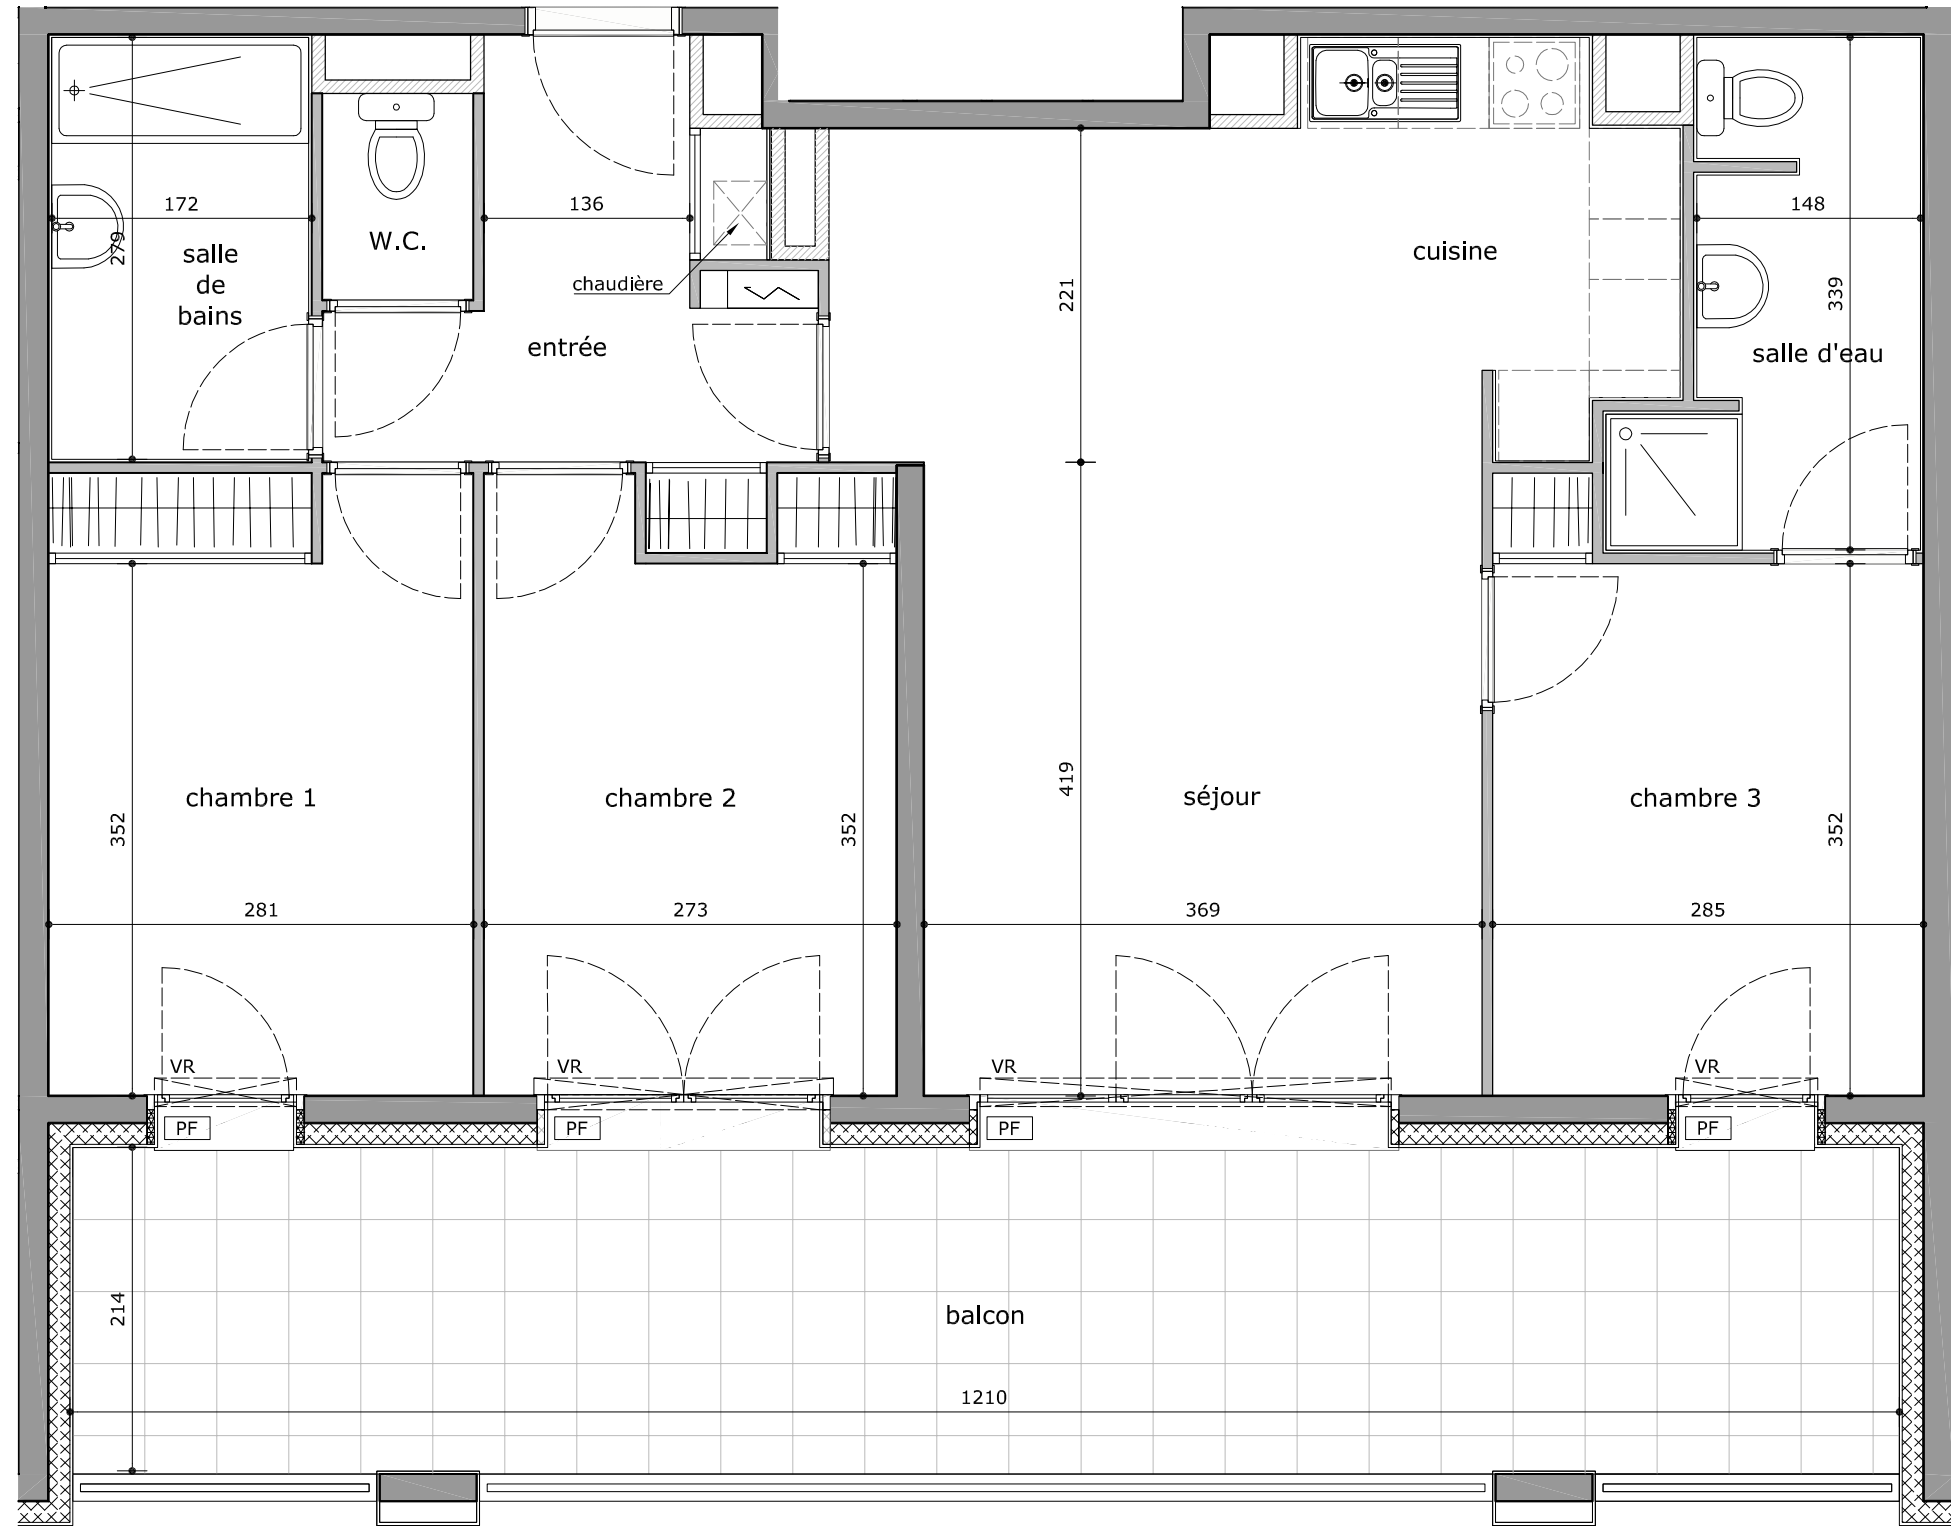 172
279
salle
de
bains
W.C.
136
chaudière
entrée
221
cuisine
148
339
salle d'eau
chambre 1
352
281
chambre 2
352
273
419
séjour
369
chambre 3
352
285
VR
VR
VR
VR
PF
PF
PF
PF
214
balcon
1210